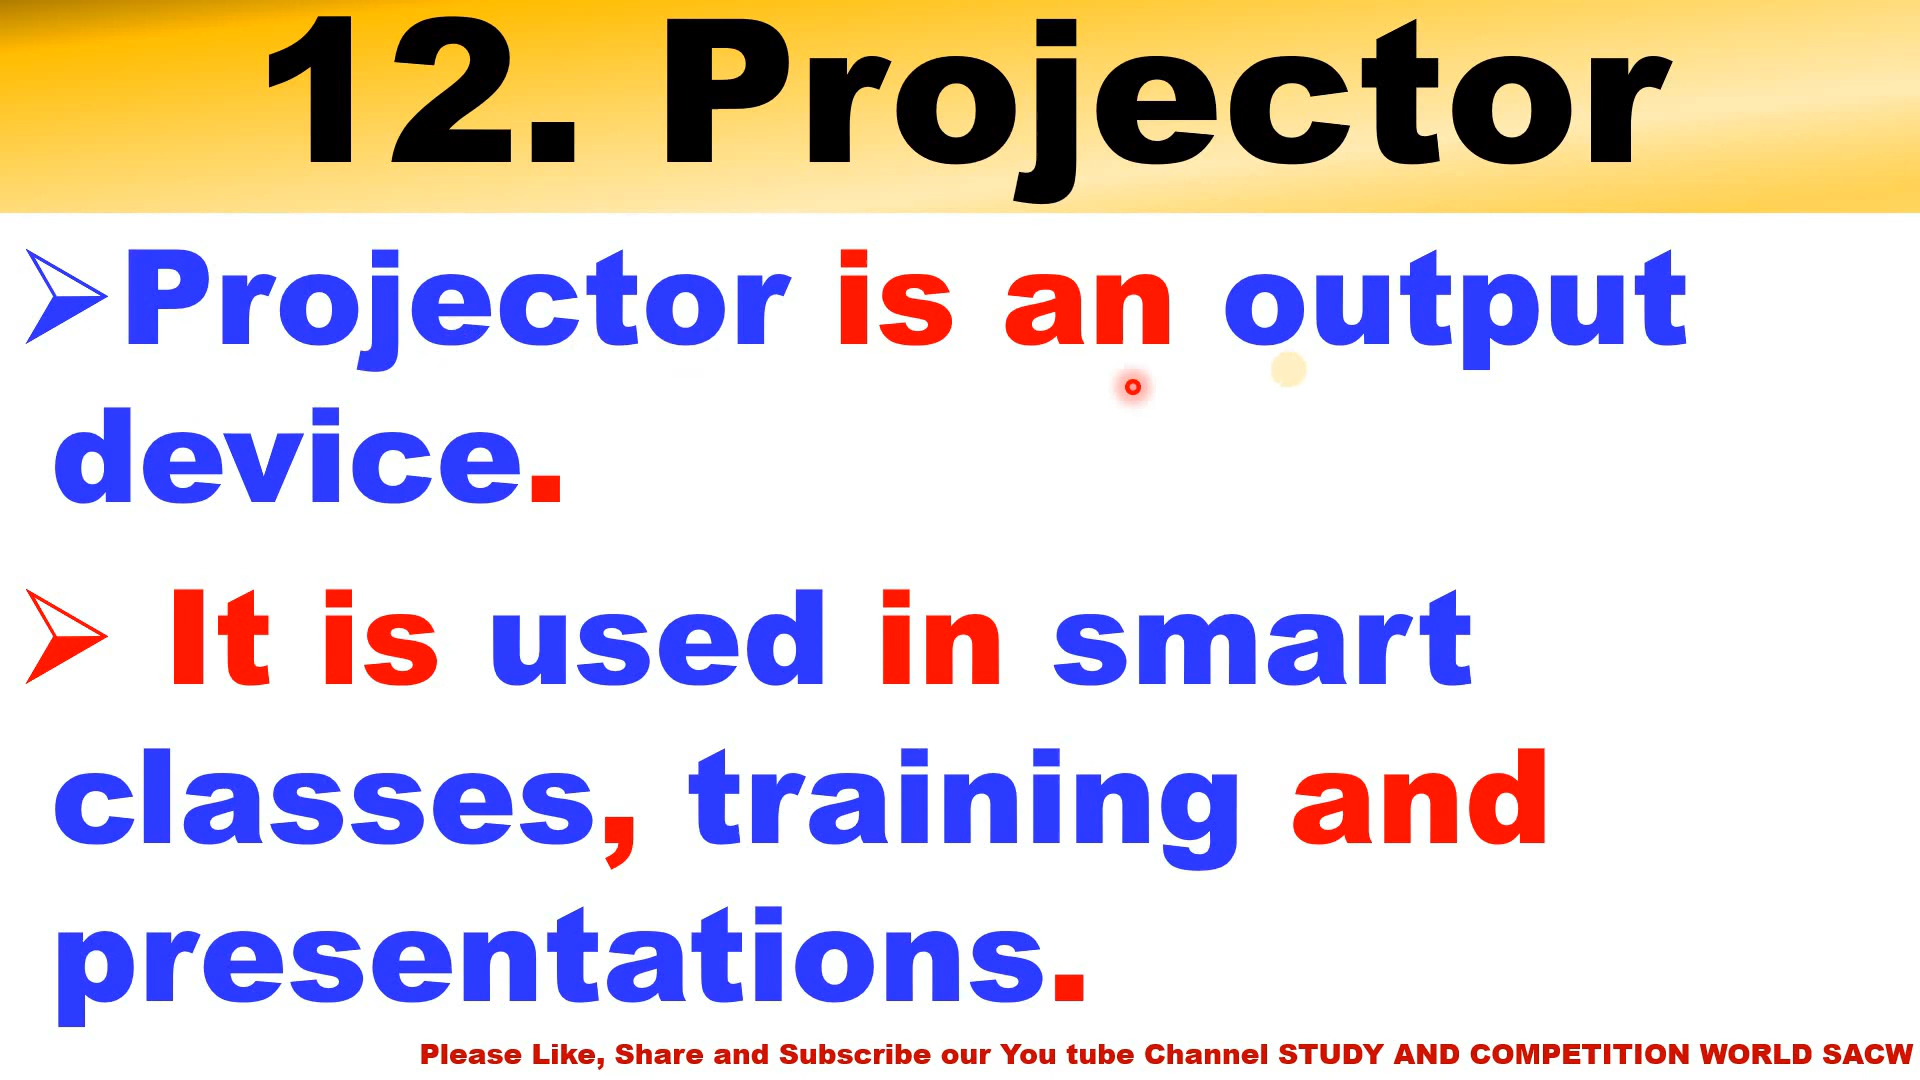 12. Projector
Projector is an output
device.
It is used in smart
classes, training and
presentations.
Please Like, Share and Subscribe our You tube Channel STUDY AND COMPETITION WORLD SACW